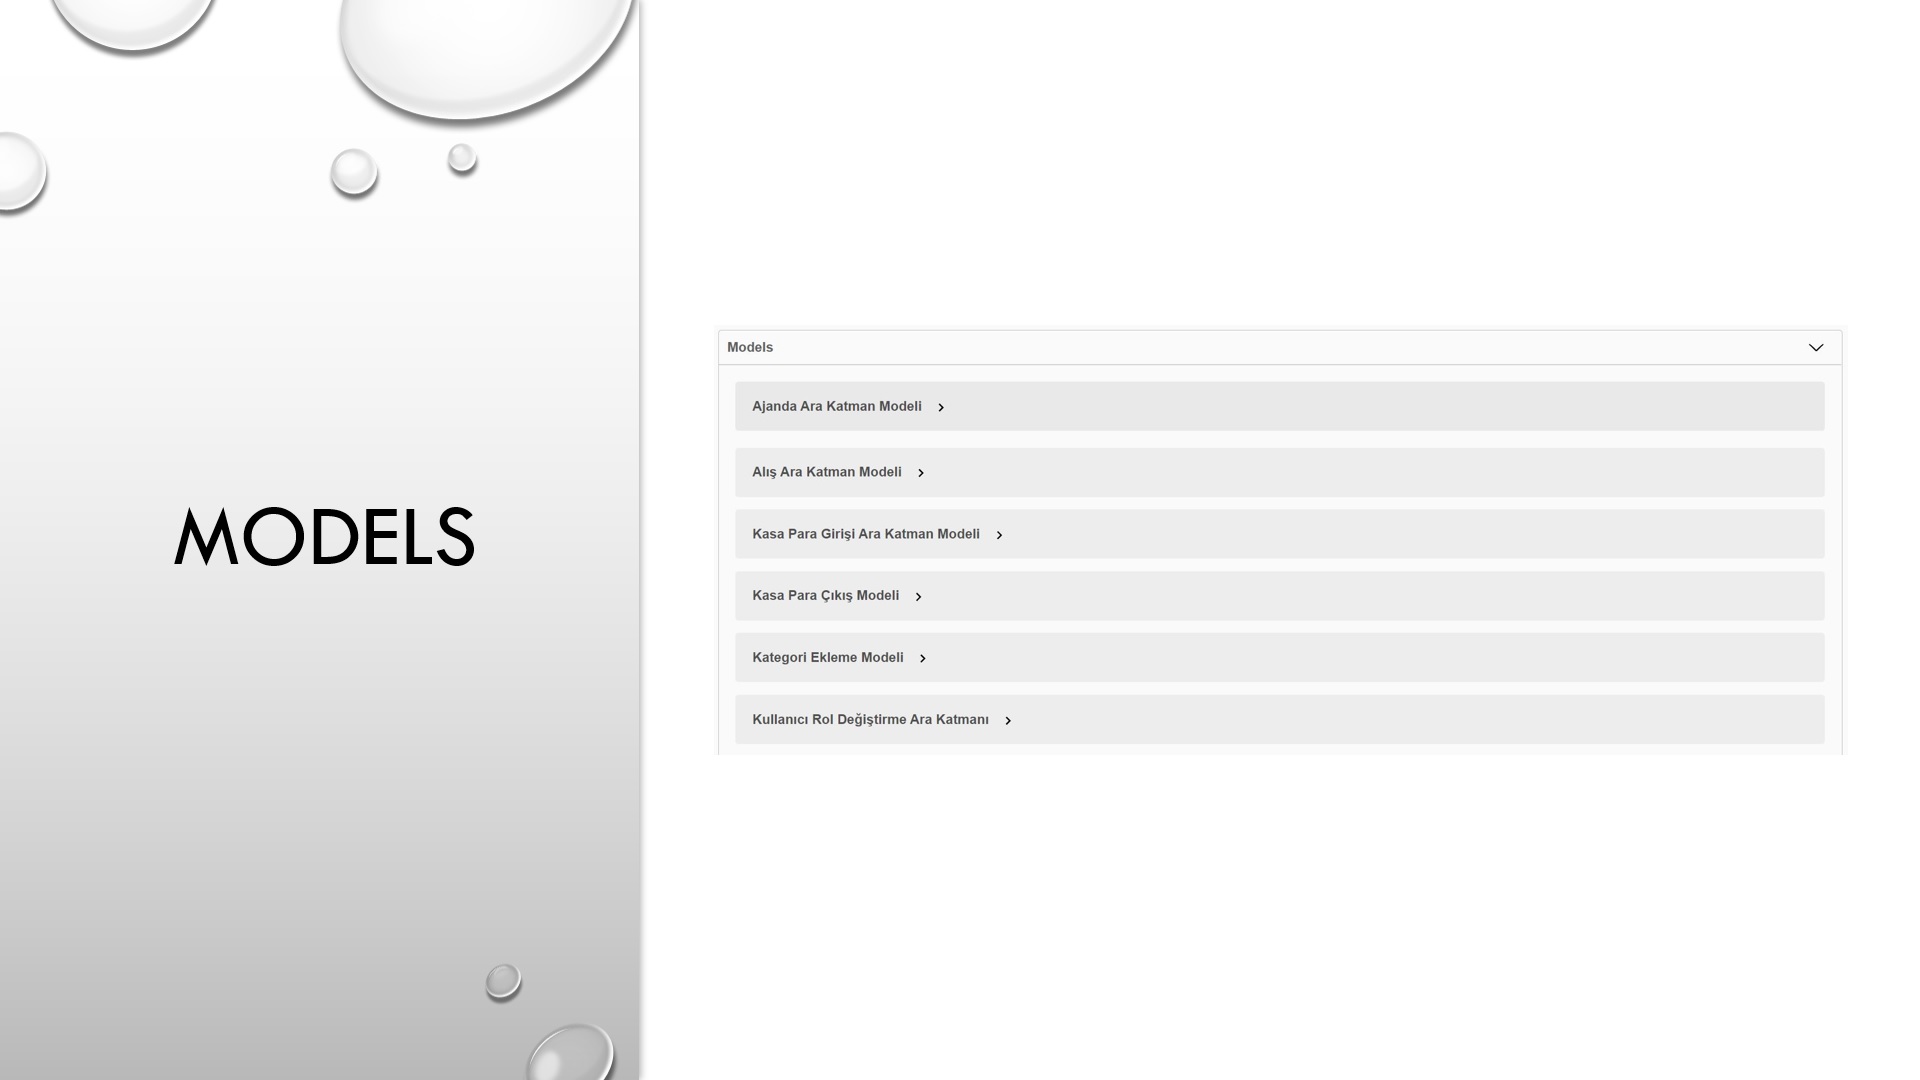 MODELS
Models
Ajanda Ara Katman Modeli
Alış Ara Katman Modeli
Kasa Para Girişi Ara Katman Modeli
Kasa Para Çıkış Modeli
Kategori Ekleme Modeli
Kullanıcı Rol Değiştirme Ara Katmanı